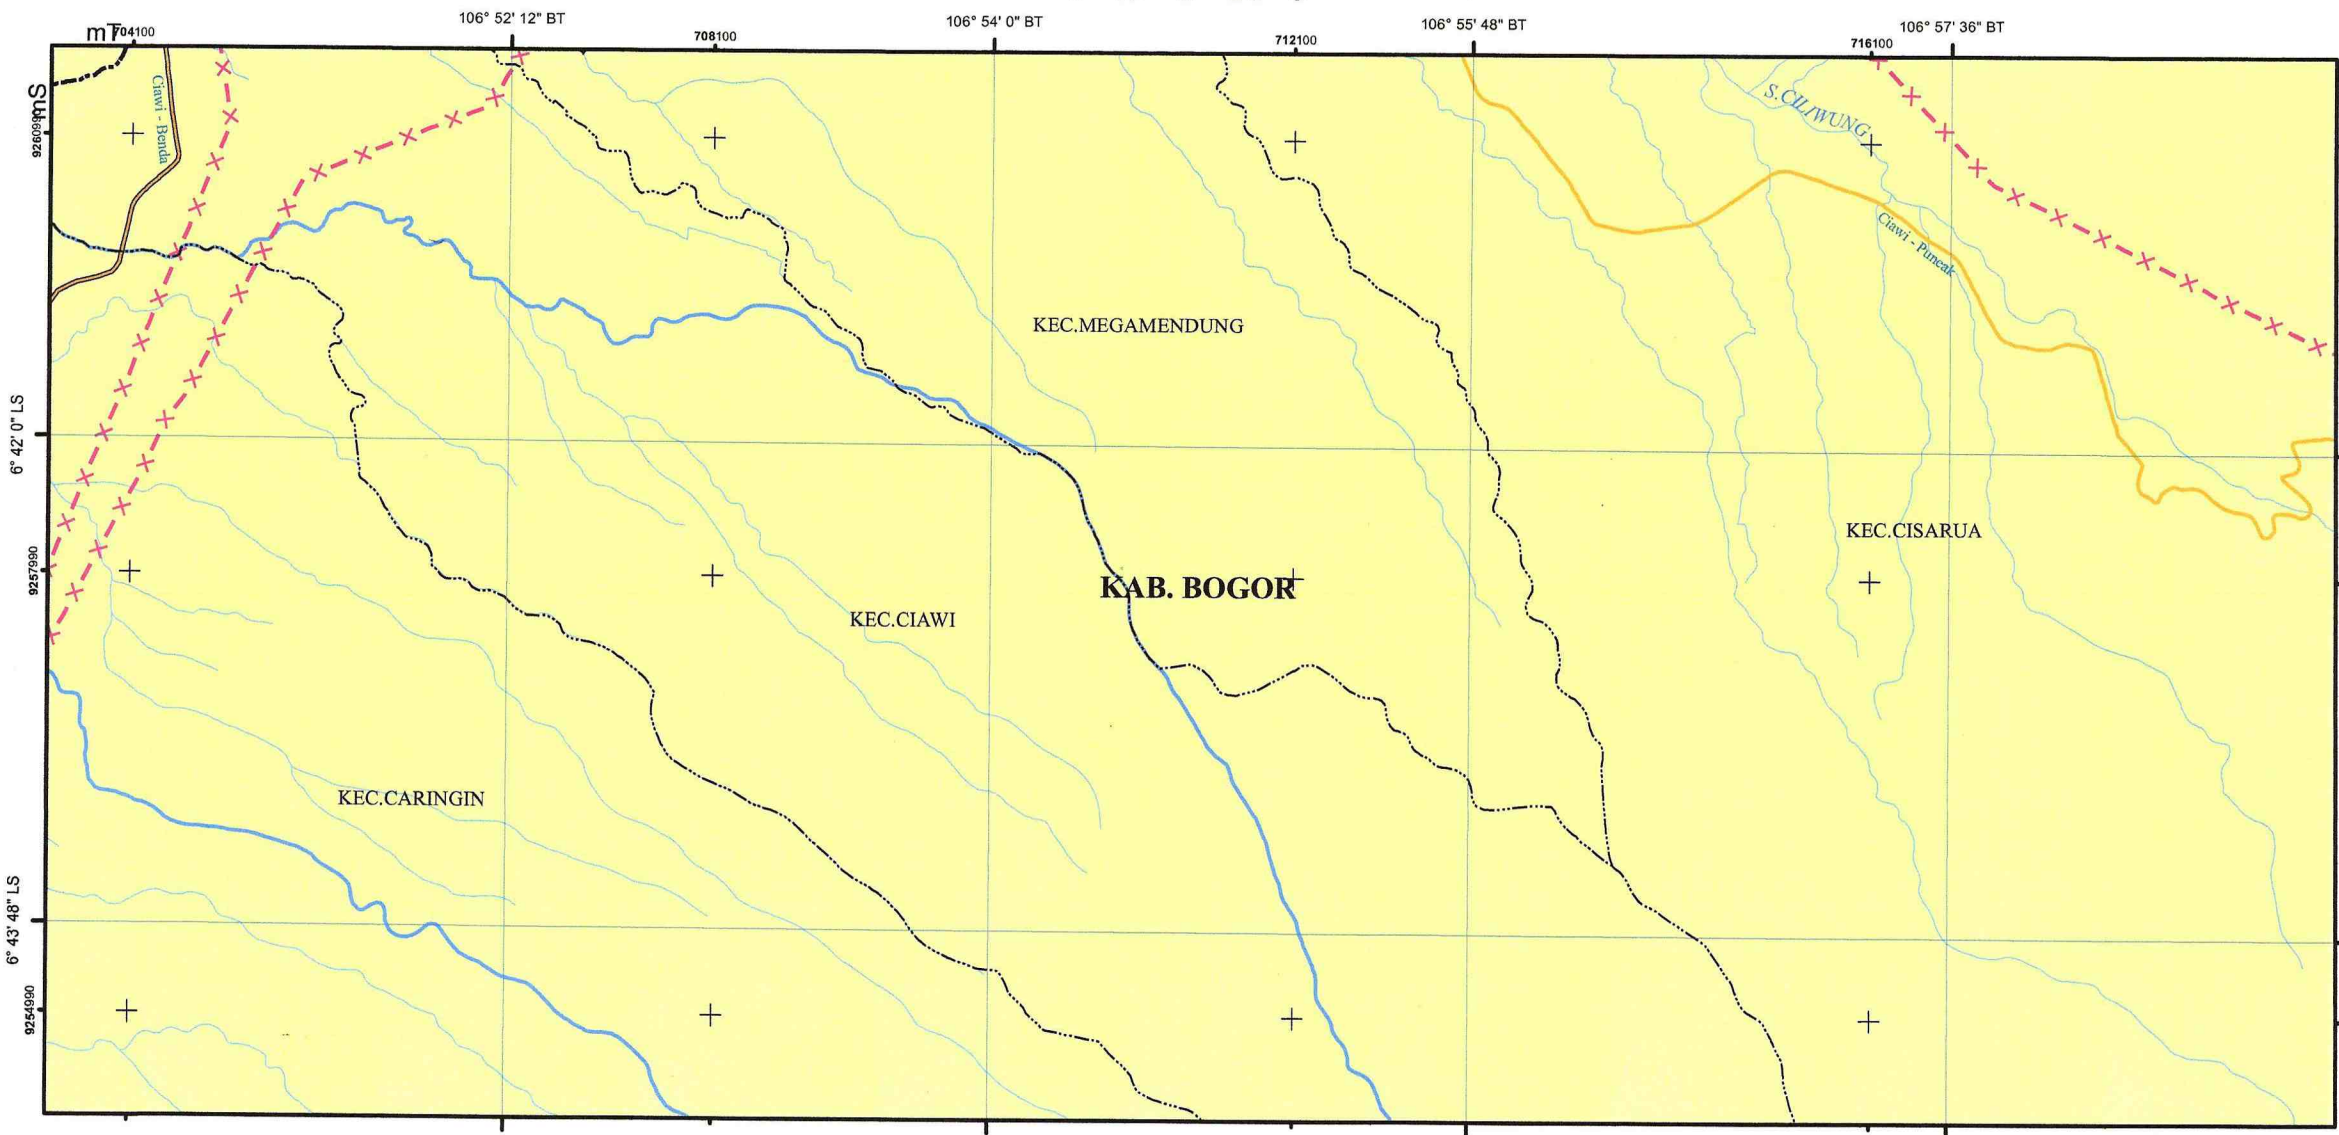 106° 52' 12" BT
106° 54' 0" BT
106° 55' 48" BT
106° 57' 36" BT
mT
704100
708100
712100
716100
mS
Ciawi - Benda
S.CILIWUNG
Ciawi - Puncak
KEC.MEGAMENDUNG
6° 42' 0" LS
KEC.CISARUA
9257990
KAB. BOGOR
KEC.CIAWI
KEC.CARINGIN
6° 43' 48" LS
9254990